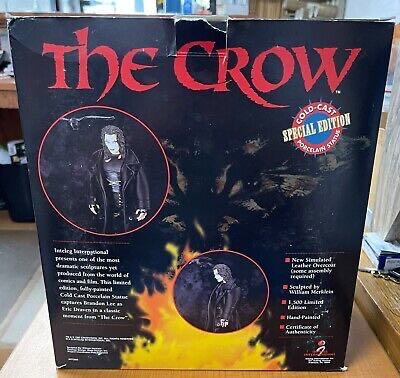 THE CROW
TM
COLD-CAST
SPECIAL EDITION
PORCELAIN STATUE
Inteleg International
presents one of the most
dramatic sculptures yet
produced from the world of
comics and film. This limited
edition, fully-painted
Cold Cast Porcelain Statue
captures Brandon Lee as
Eric Draven in a classic
moment from "The Crow"
• New Simulated
Leather Overcoat
(some assembly
required)
• Sculpted by
William Merklein
• 1,500 Limited
Edition
• Hand-Painted
• Certificate of
Authenticity